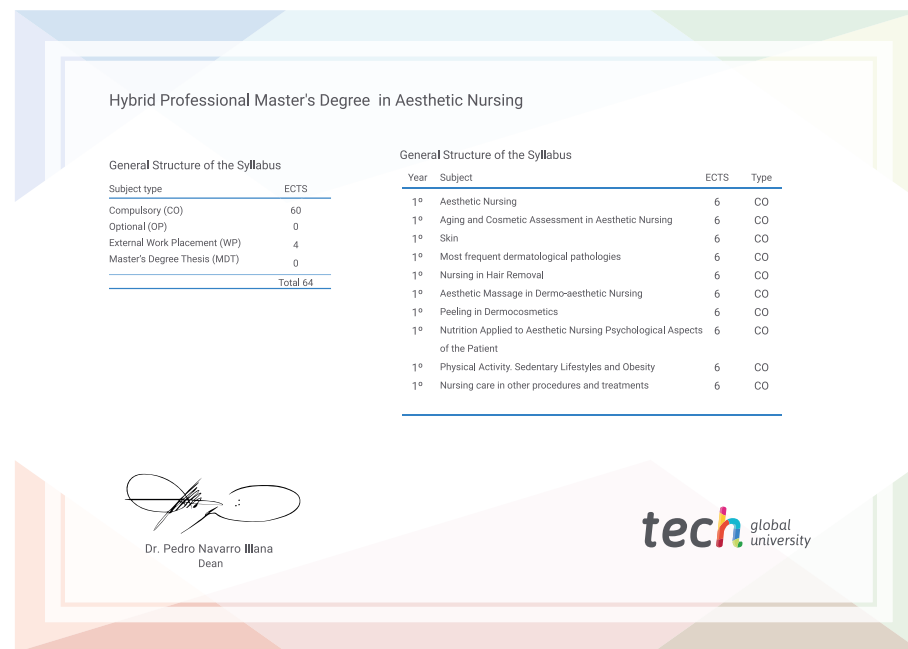 Hybrid Professional Master's Degree in Aesthetic Nursing
General Structure of the Syllabus
Subject type ECTS
Compulsory (CO) 60
Optional (OP) 0
External Work Placement (WP) 4
Master's Degree Thesis (MDT) 0
Total 64
General Structure of the Syllabus
Year Subject ECTS Type
1º Aesthetic Nursing 6 CO
1º Aging and Cosmetic Assessment in Aesthetic Nursing 6 CO
1º Skin 6 CO
1º Most frequent dermatological pathologies 6 CO
1º Nursing in Hair Removal 6 CO
1º Aesthetic Massage in Dermo-aesthetic Nursing 6 CO
1º Peeling in Dermocosmetics 6 CO
1º Nutrition Applied to Aesthetic Nursing Psychological Aspects 6 CO
of the Patient
1º Physical Activity. Sedentary Lifestyles and Obesity 6 CO
1º Nursing care in other procedures and treatments 6 CO
Dr. Pedro Navarro Illana
Dean
tech global
university